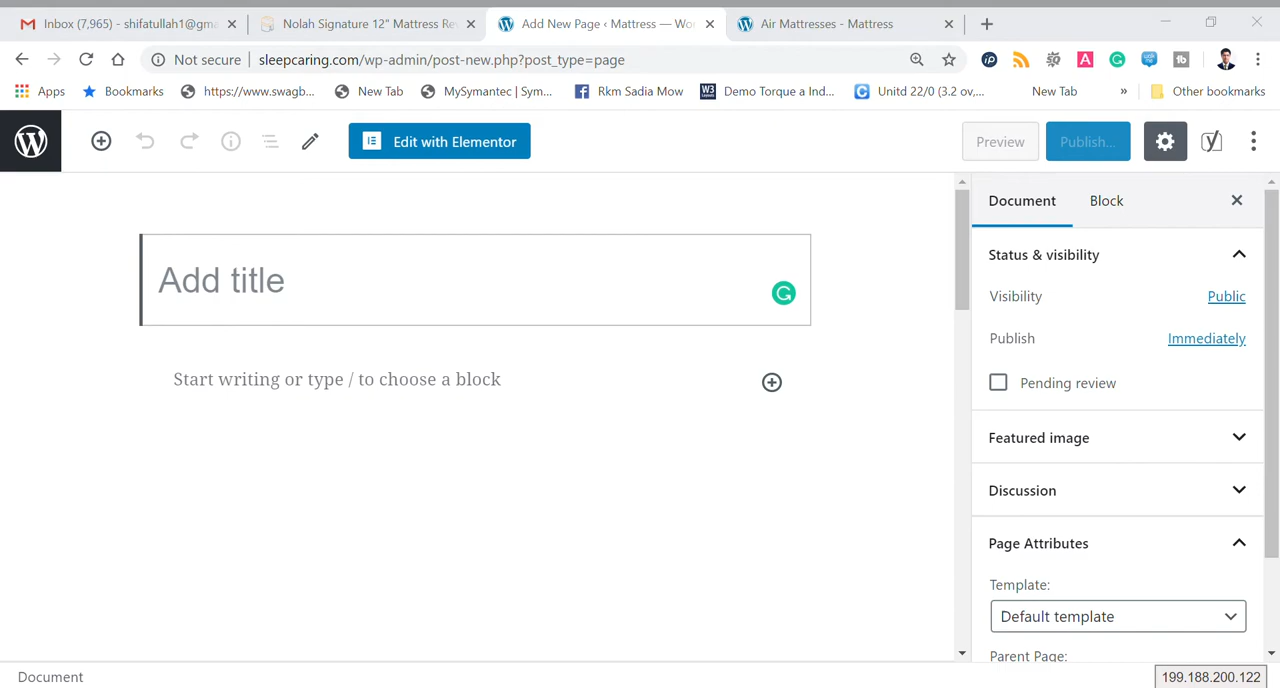 Inbox (7,965) - shifatullah1@gma
Nolah Signature 12" Mattress Re
Add New Page ‹ Mattress — Wo
Air Mattresses - Mattress
Not secure
sleepcaring.com/wp-admin/post-new.php?post_type=page
Apps
Bookmarks
https://www.swagb...
New Tab
MySymantec | Sym...
Rkm Sadia Mow
Demo Torque a Ind...
Unitd 22/0 (3.2 ov,...
New Tab
»
Other bookmarks
Edit with Elementor
Preview
Publish...
Document
Block
Add title
Start writing or type / to choose a block
Status & visibility
Visibility
Public
Publish
Immediately
Pending review
Featured image
Discussion
Page Attributes
Template:
Default template
Parent Page:
Document
199.188.200.122